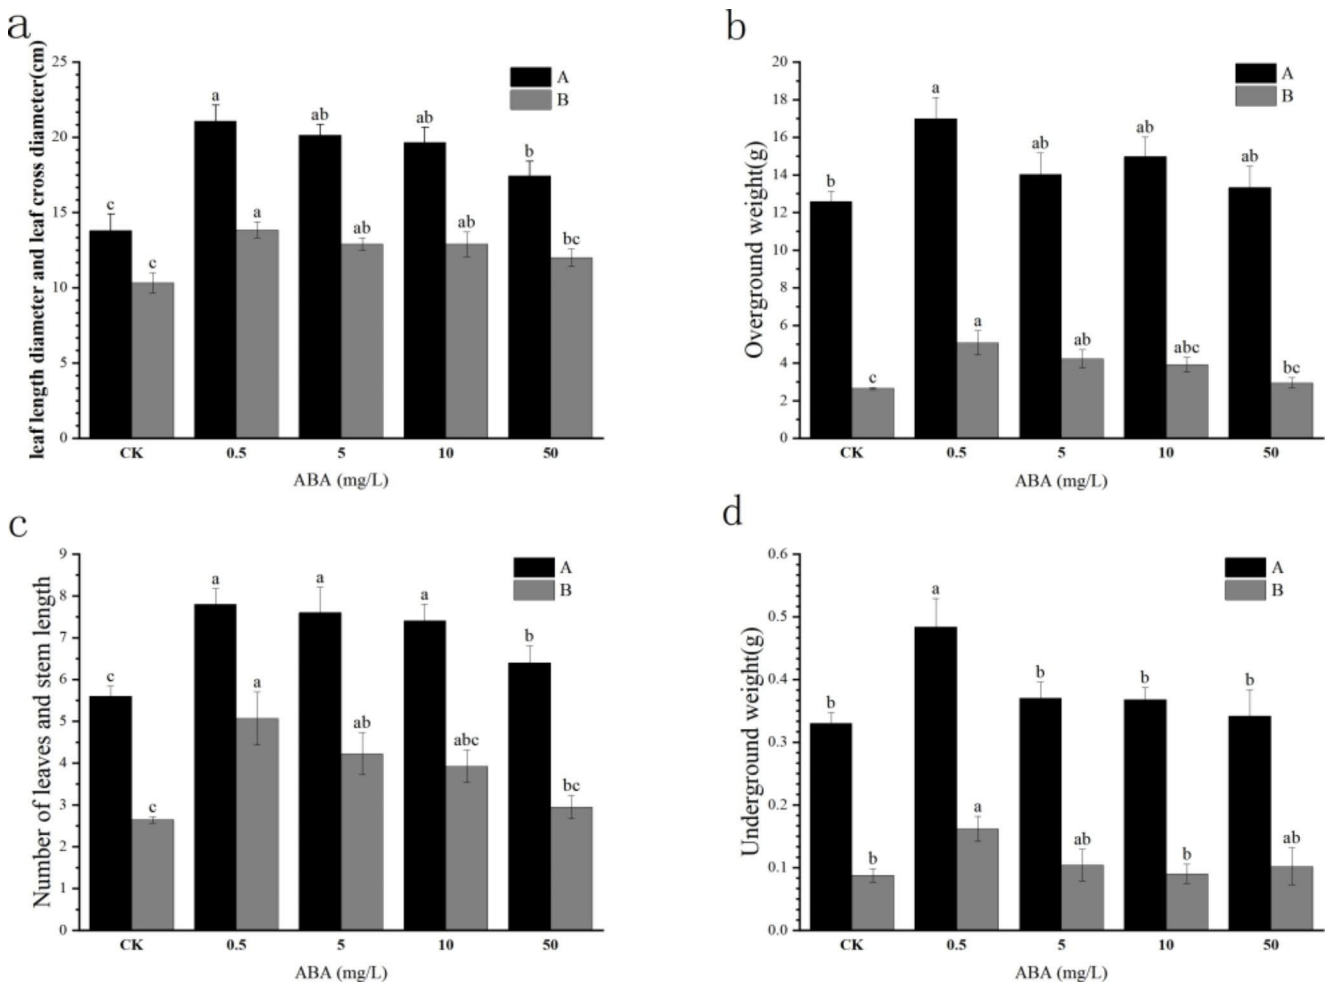 a
leaf length diameter and leaf cross diameter(cm)
25
20
15
10
5
0
A
B
c
c
a
a
ab
ab
ab
ab
b
bc
CK 0.5 5 10 50
ABA (mg/L)
b
Overground weight(g)
20
18
16
14
12
10
8
6
4
2
0
A
B
b
c
a
a
ab
ab
ab
abc
ab
bc
CK 0.5 5 10 50
ABA (mg/L)
c
Number of leaves and stem length
9
8
7
6
5
4
3
2
1
0
A
B
c
c
a
a
a
ab
a
abc
b
bc
CK 0.5 5 10 50
ABA (mg/L)
d
Underground weight(g)
0.6
0.5
0.4
0.3
0.2
0.1
0.0
A
B
b
b
a
a
b
ab
b
b
b
ab
CK 0.5 5 10 50
ABA (mg/L)